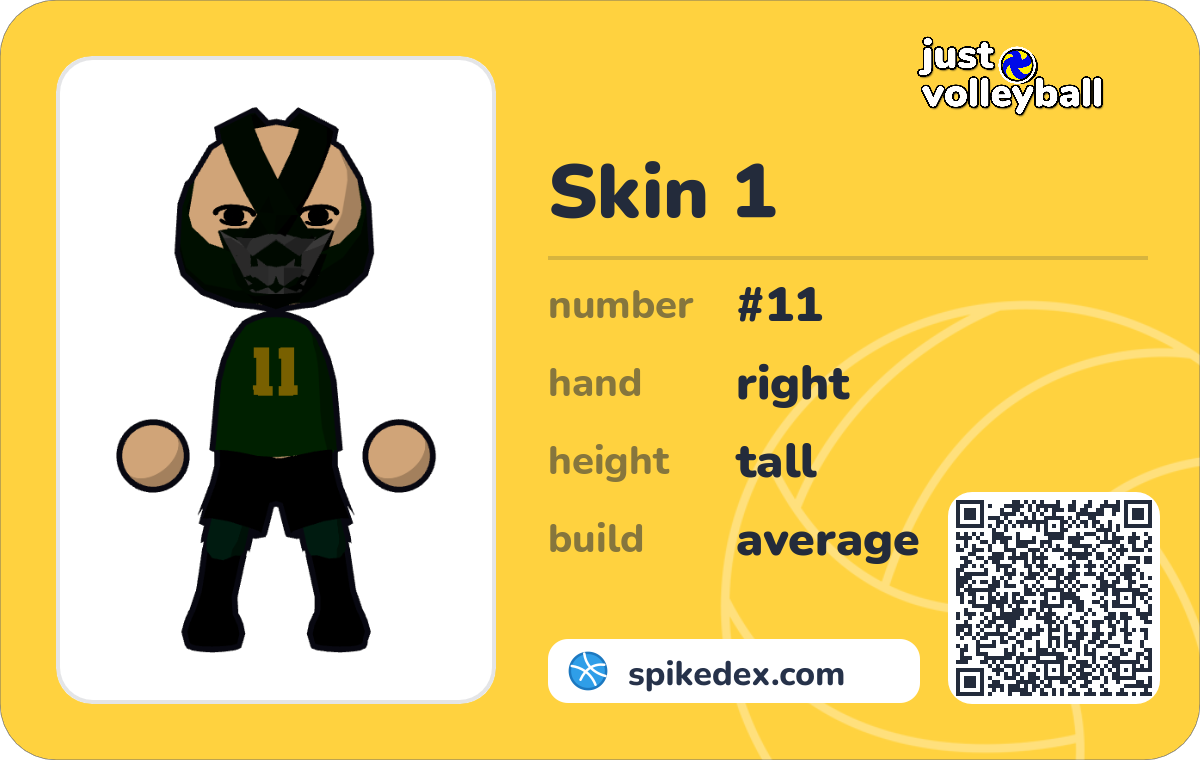 just
volleyball
Skin 1
number #11
hand right
height tall
build average
11
spikedex.com